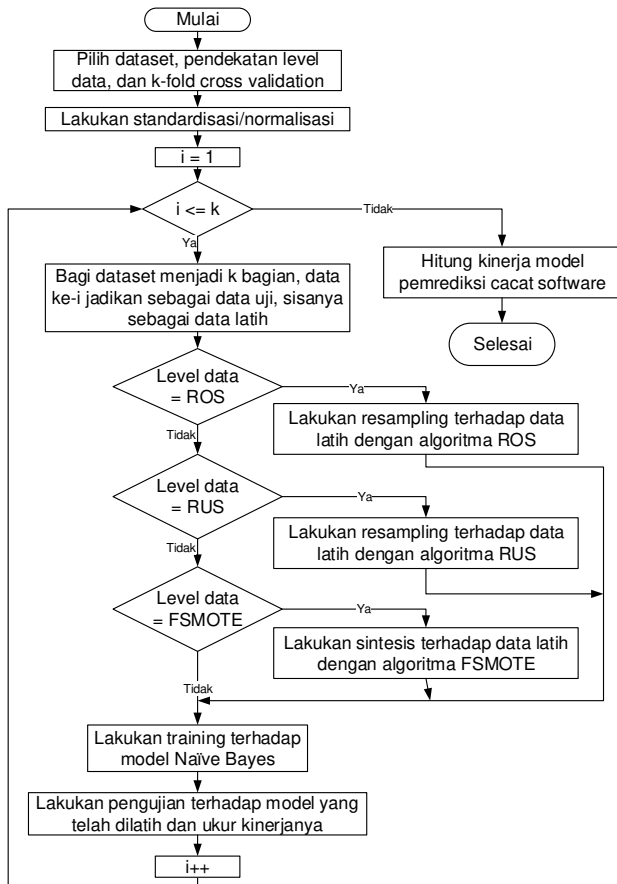 Mulai
Pilih dataset, pendekatan level
data, dan k-fold cross validation
Lakukan standardisasi/normalisasi
i = 1
i <= k
Tidak
Ya
Hitung kinerja model
pemrediksi cacat software
Selesai
Bagi dataset menjadi k bagian, data
ke-i jadikan sebagai data uji, sisanya
sebagai data latih
Level data
= ROS
Ya
Lakukan resampling terhadap data
latih dengan algoritma ROS
Tidak
Level data
= RUS
Ya
Lakukan resampling terhadap data
latih dengan algoritma RUS
Tidak
Level data
= FSMOTE
Ya
Lakukan sintesis terhadap data latih
dengan algoritma FSMOTE
Tidak
Lakukan training terhadap
model Naïve Bayes
Lakukan pengujian terhadap model yang
telah dilatih dan ukur kinerjanya
i++